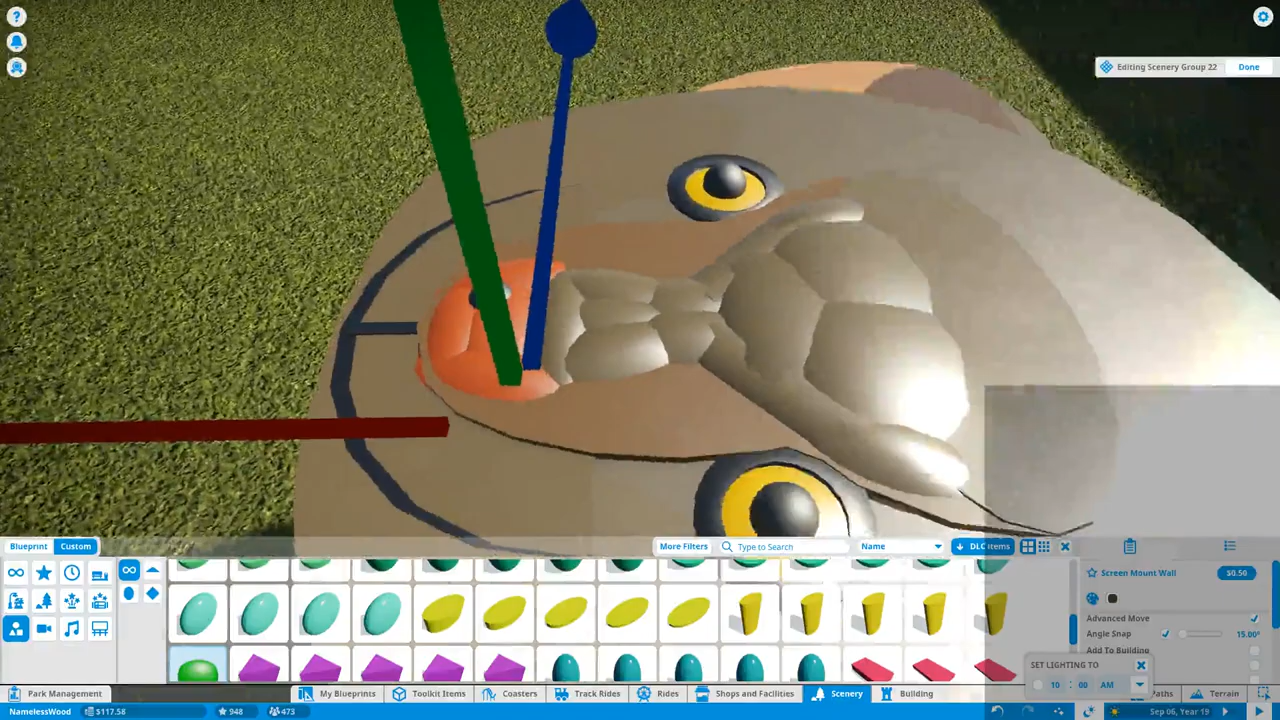 ?
Editing Scenery Group 22 Done
Blueprint Custom
More Filters Type to Search Name DLC Items
Screen Mount Wall $0.50
Advanced Move
Angle Snap 15.00°
Add To Building
SET LIGHTING TO
10 : 00 AM
Park Management My Blueprints Toolkit Items Coasters Track Rides Rides Shops and Facilities Scenery Building Paths Terrain
NamelessWood $117.58 948 473 Sep 06, Year 19